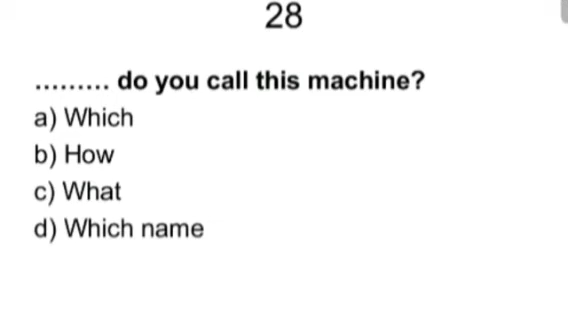 28
......... do you call this machine?
a) Which
b) How
c) What
d) Which name